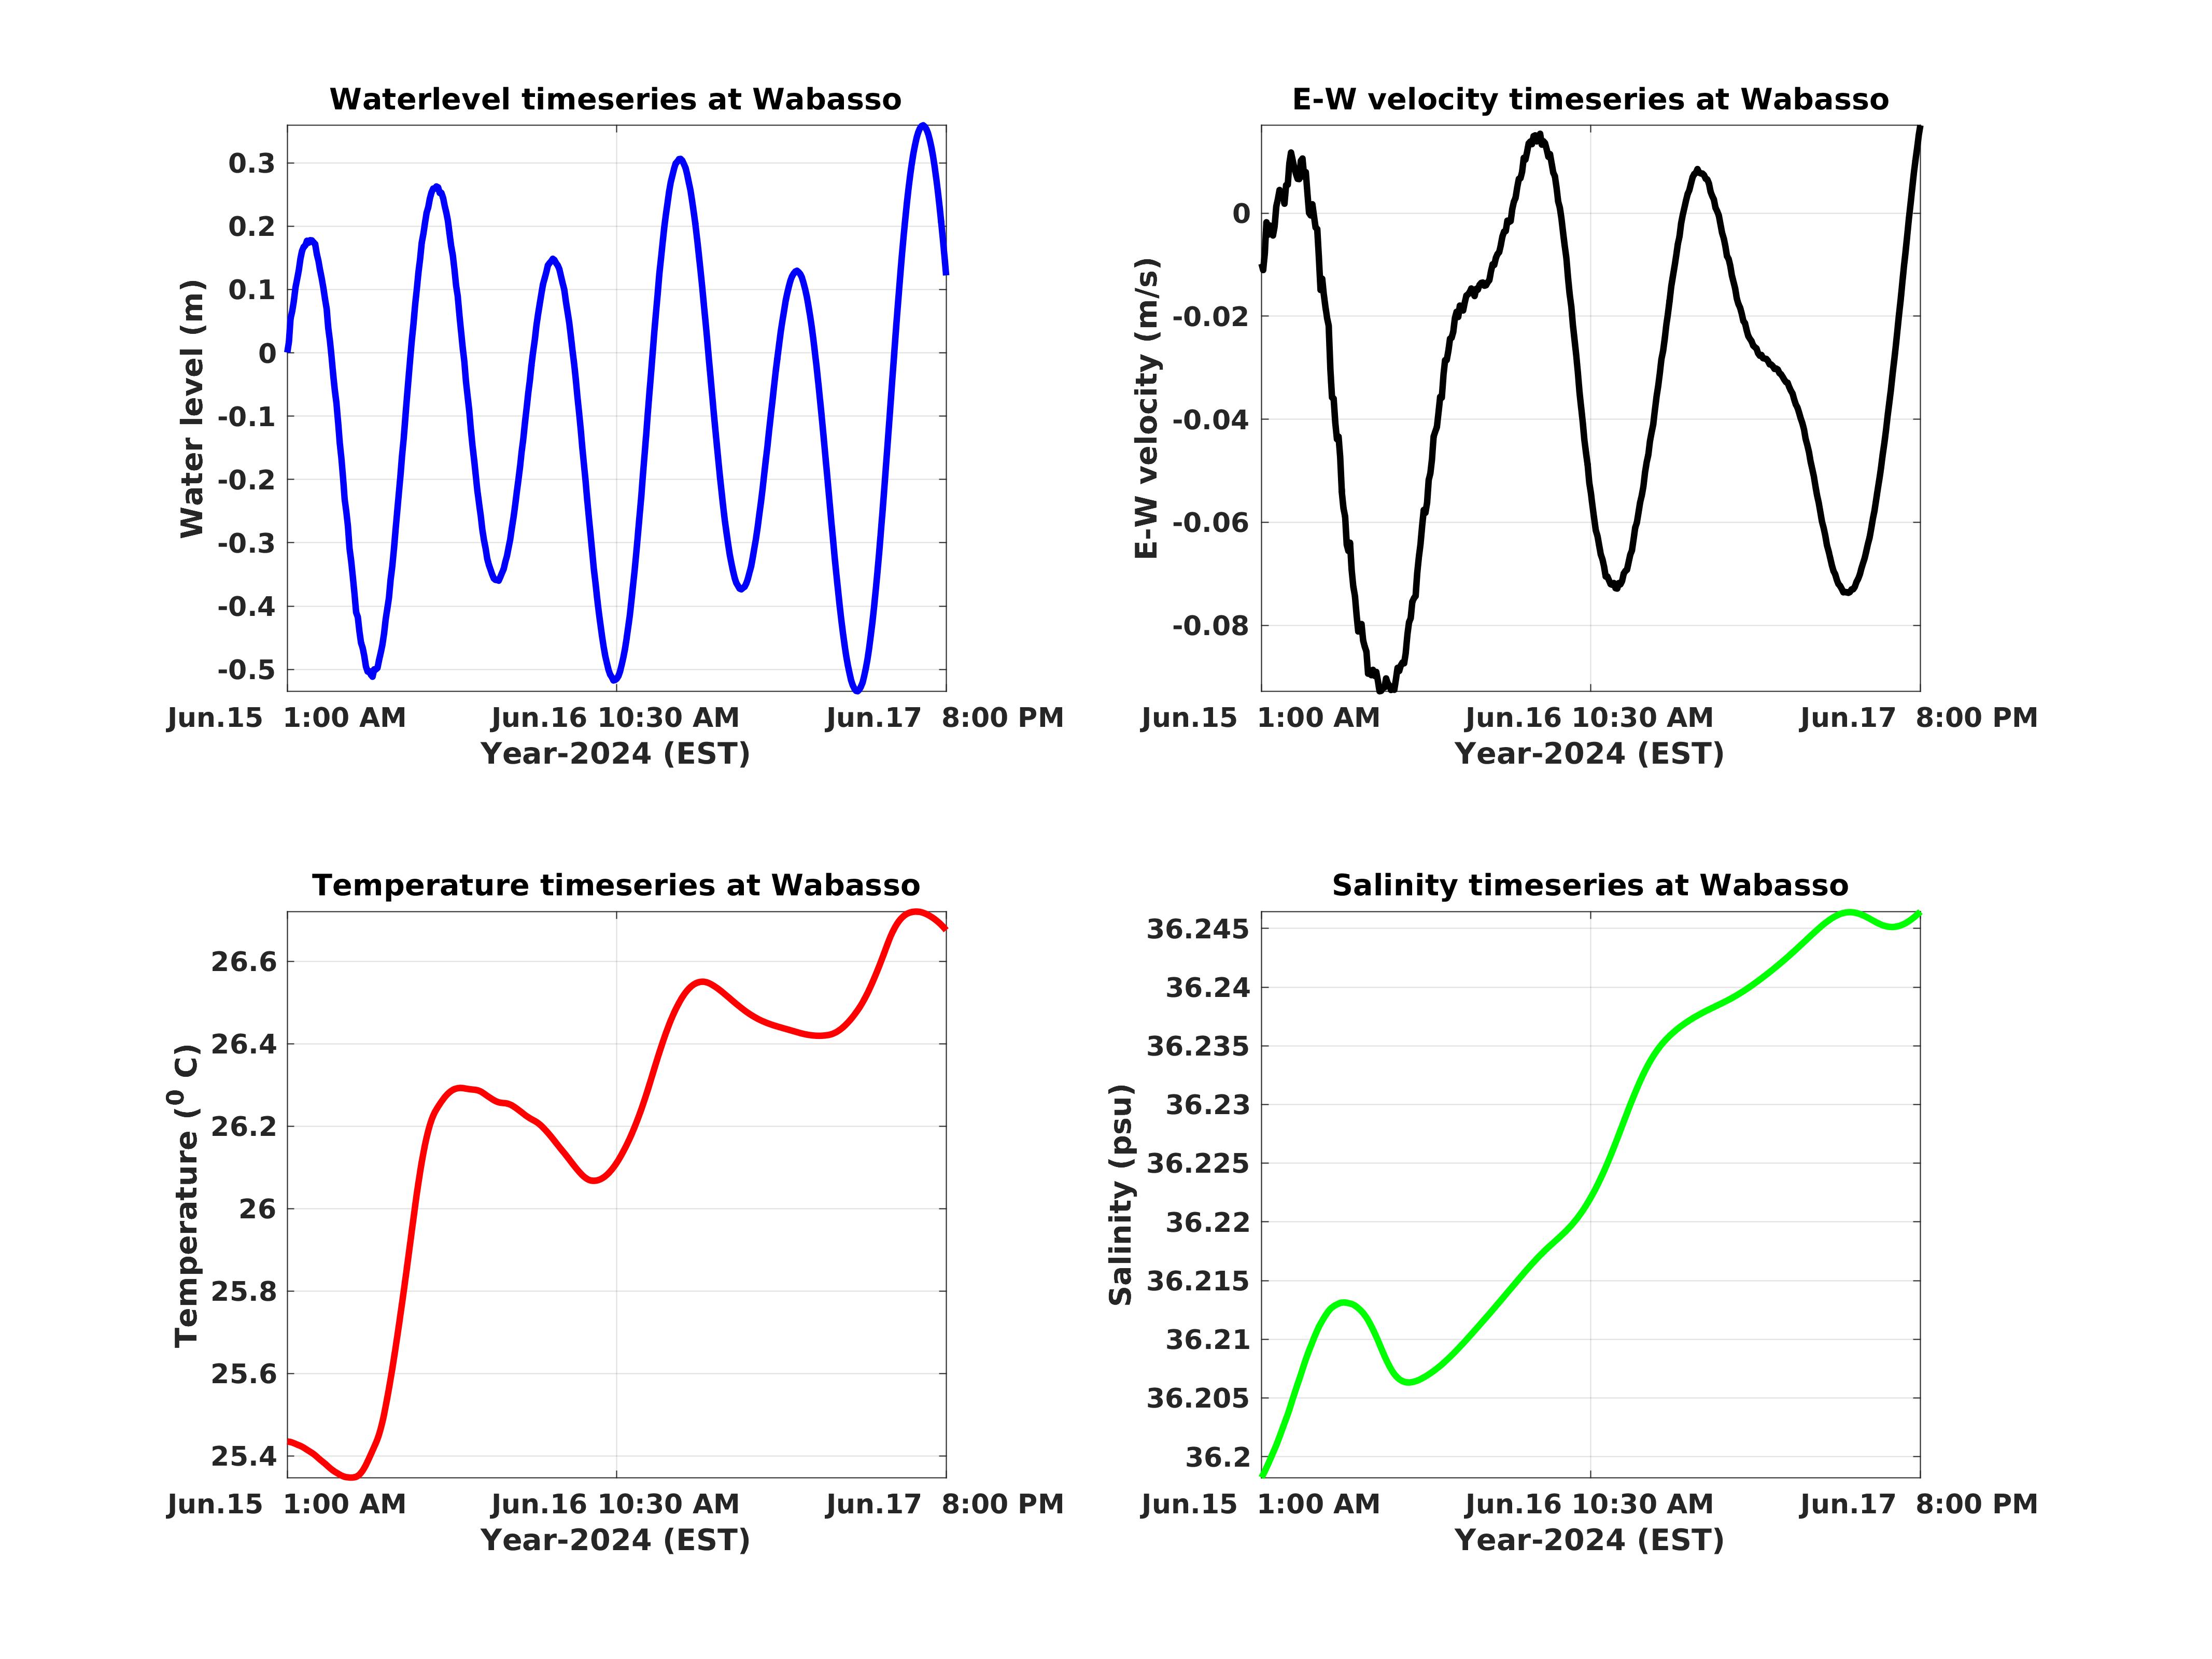 Waterlevel timeseries at Wabasso
0.3
0.2
0.1
0
-0.1
-0.2
-0.3
-0.4
-0.5
Water level (m)
Jun.15 1:00 AM Jun.16 10:30 AM Jun.17 8:00 PM
Year-2024 (EST)
E-W velocity timeseries at Wabasso
0
-0.02
-0.04
-0.06
-0.08
E-W velocity (m/s)
Jun.15 1:00 AM Jun.16 10:30 AM Jun.17 8:00 PM
Year-2024 (EST)
Temperature timeseries at Wabasso
26.6
26.4
26.2
26
25.8
25.6
25.4
Temperature (⁰ C)
Jun.15 1:00 AM Jun.16 10:30 AM Jun.17 8:00 PM
Year-2024 (EST)
Salinity timeseries at Wabasso
36.245
36.24
36.235
36.23
36.225
36.22
36.215
36.21
36.205
36.2
Salinity (psu)
Jun.15 1:00 AM Jun.16 10:30 AM Jun.17 8:00 PM
Year-2024 (EST)